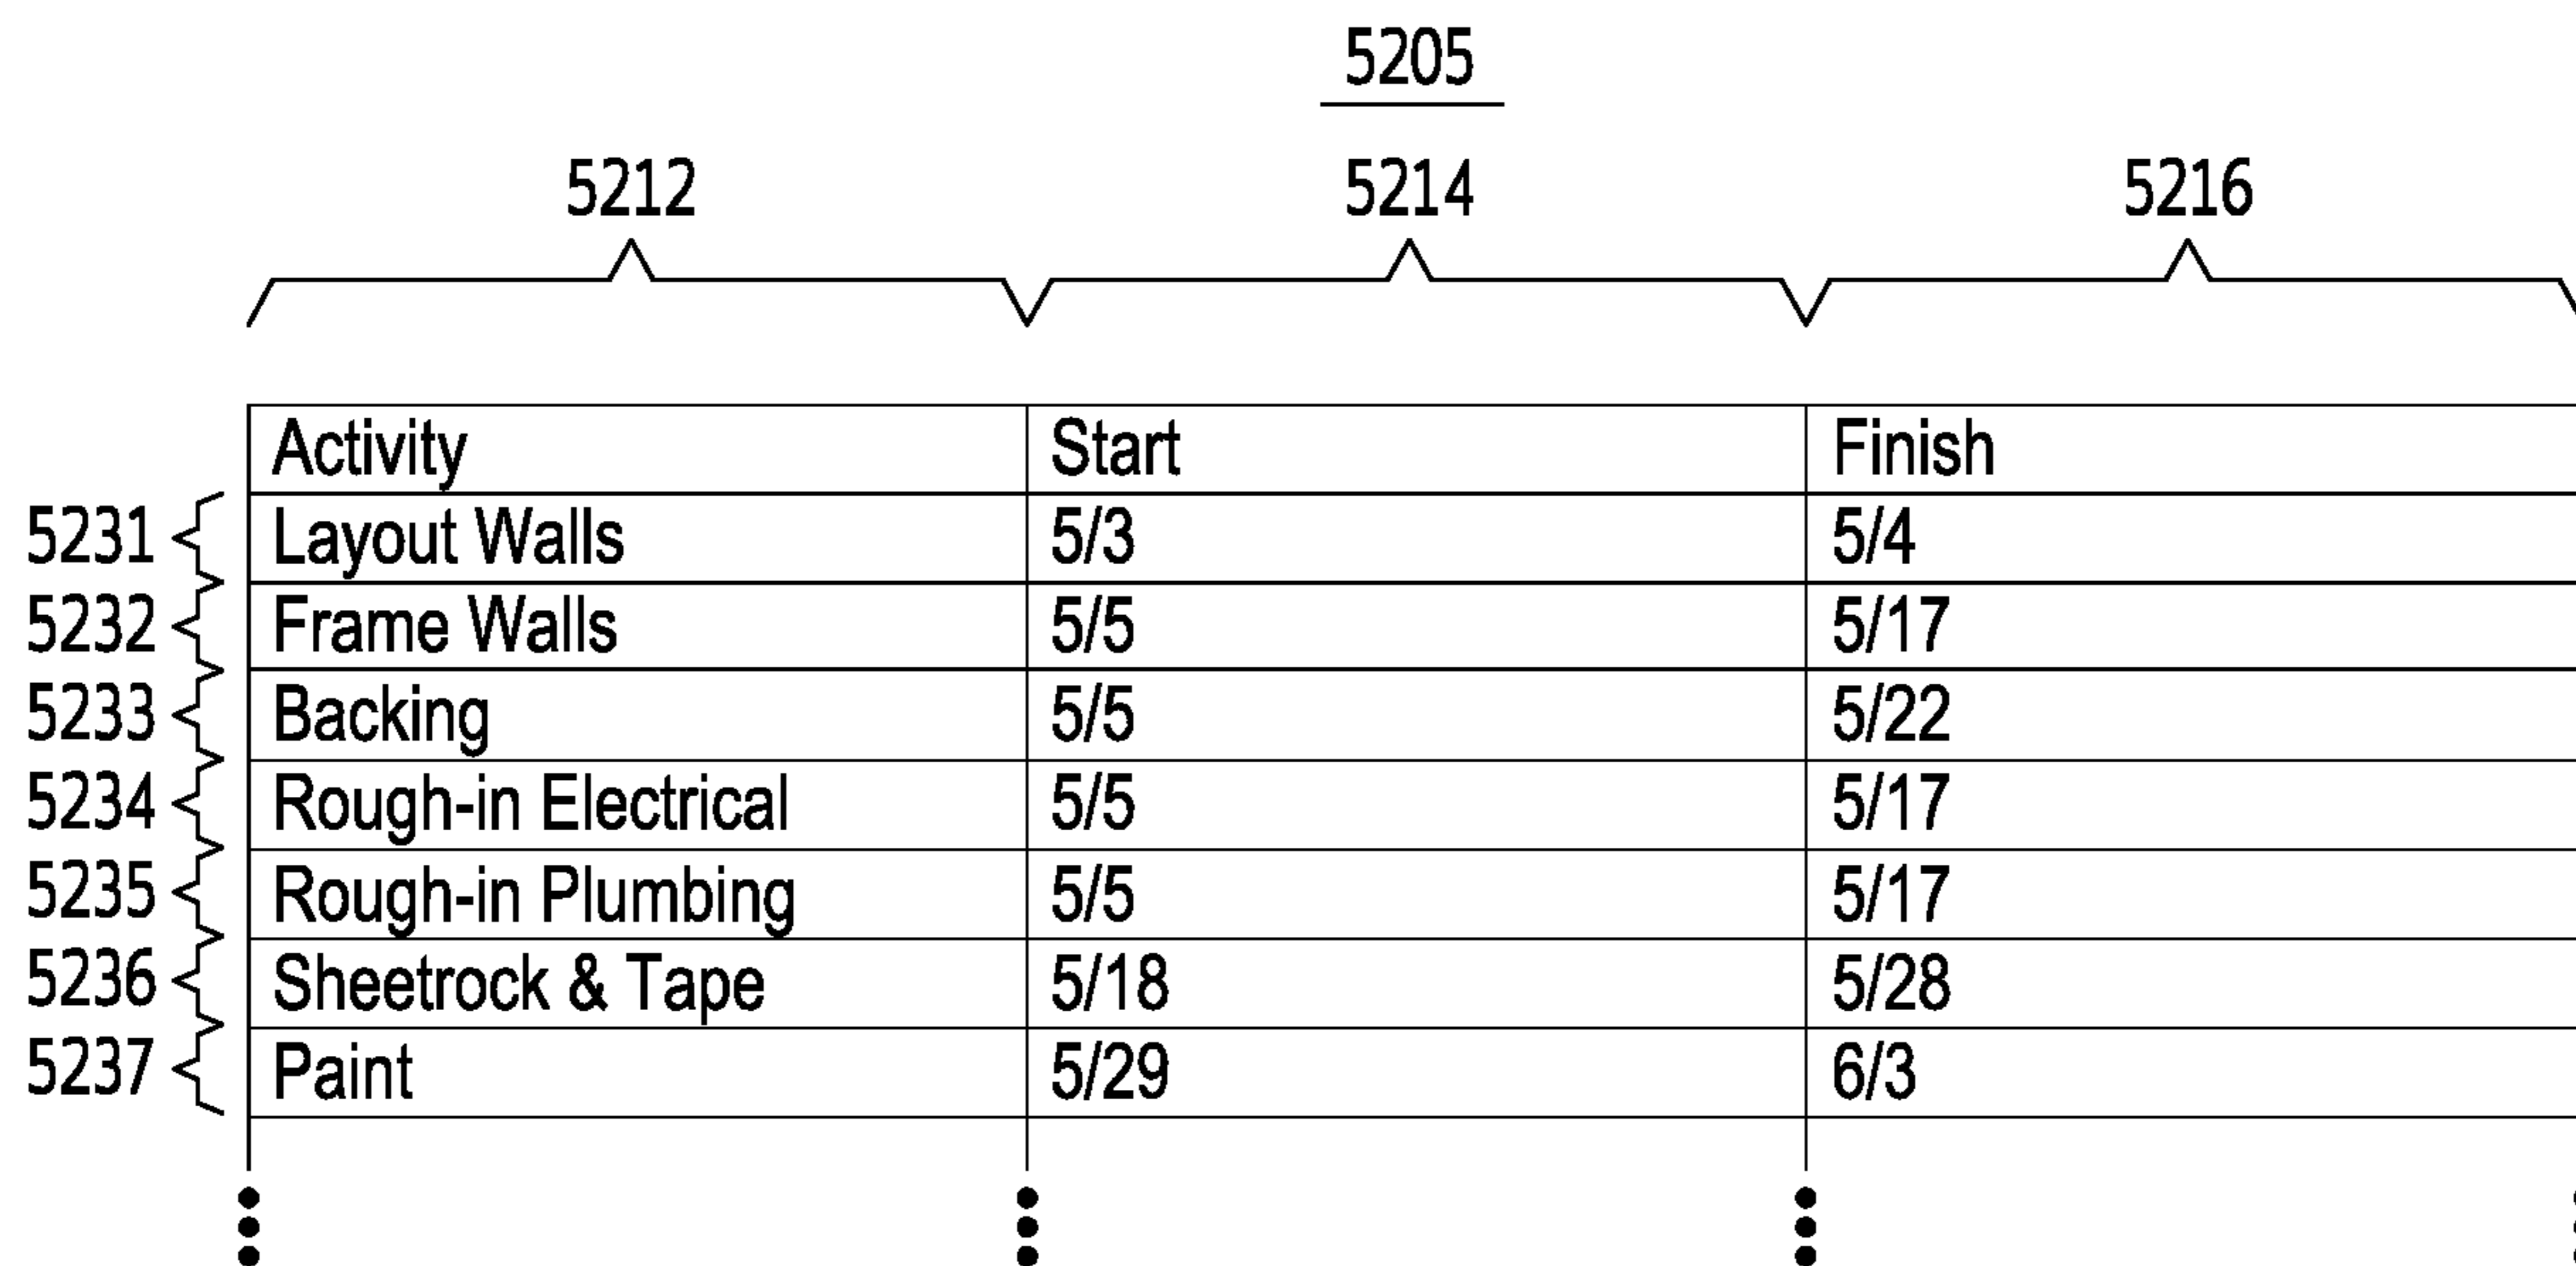 5205
5212 5214 5216
Activity Start Finish
5231 Layout Walls 5/3 5/4
5232 Frame Walls 5/5 5/17
5233 Backing 5/5 5/22
5234 Rough-in Electrical 5/5 5/17
5235 Rough-in Plumbing 5/5 5/17
5236 Sheetrock & Tape 5/18 5/28
5237 Paint 5/29 6/3